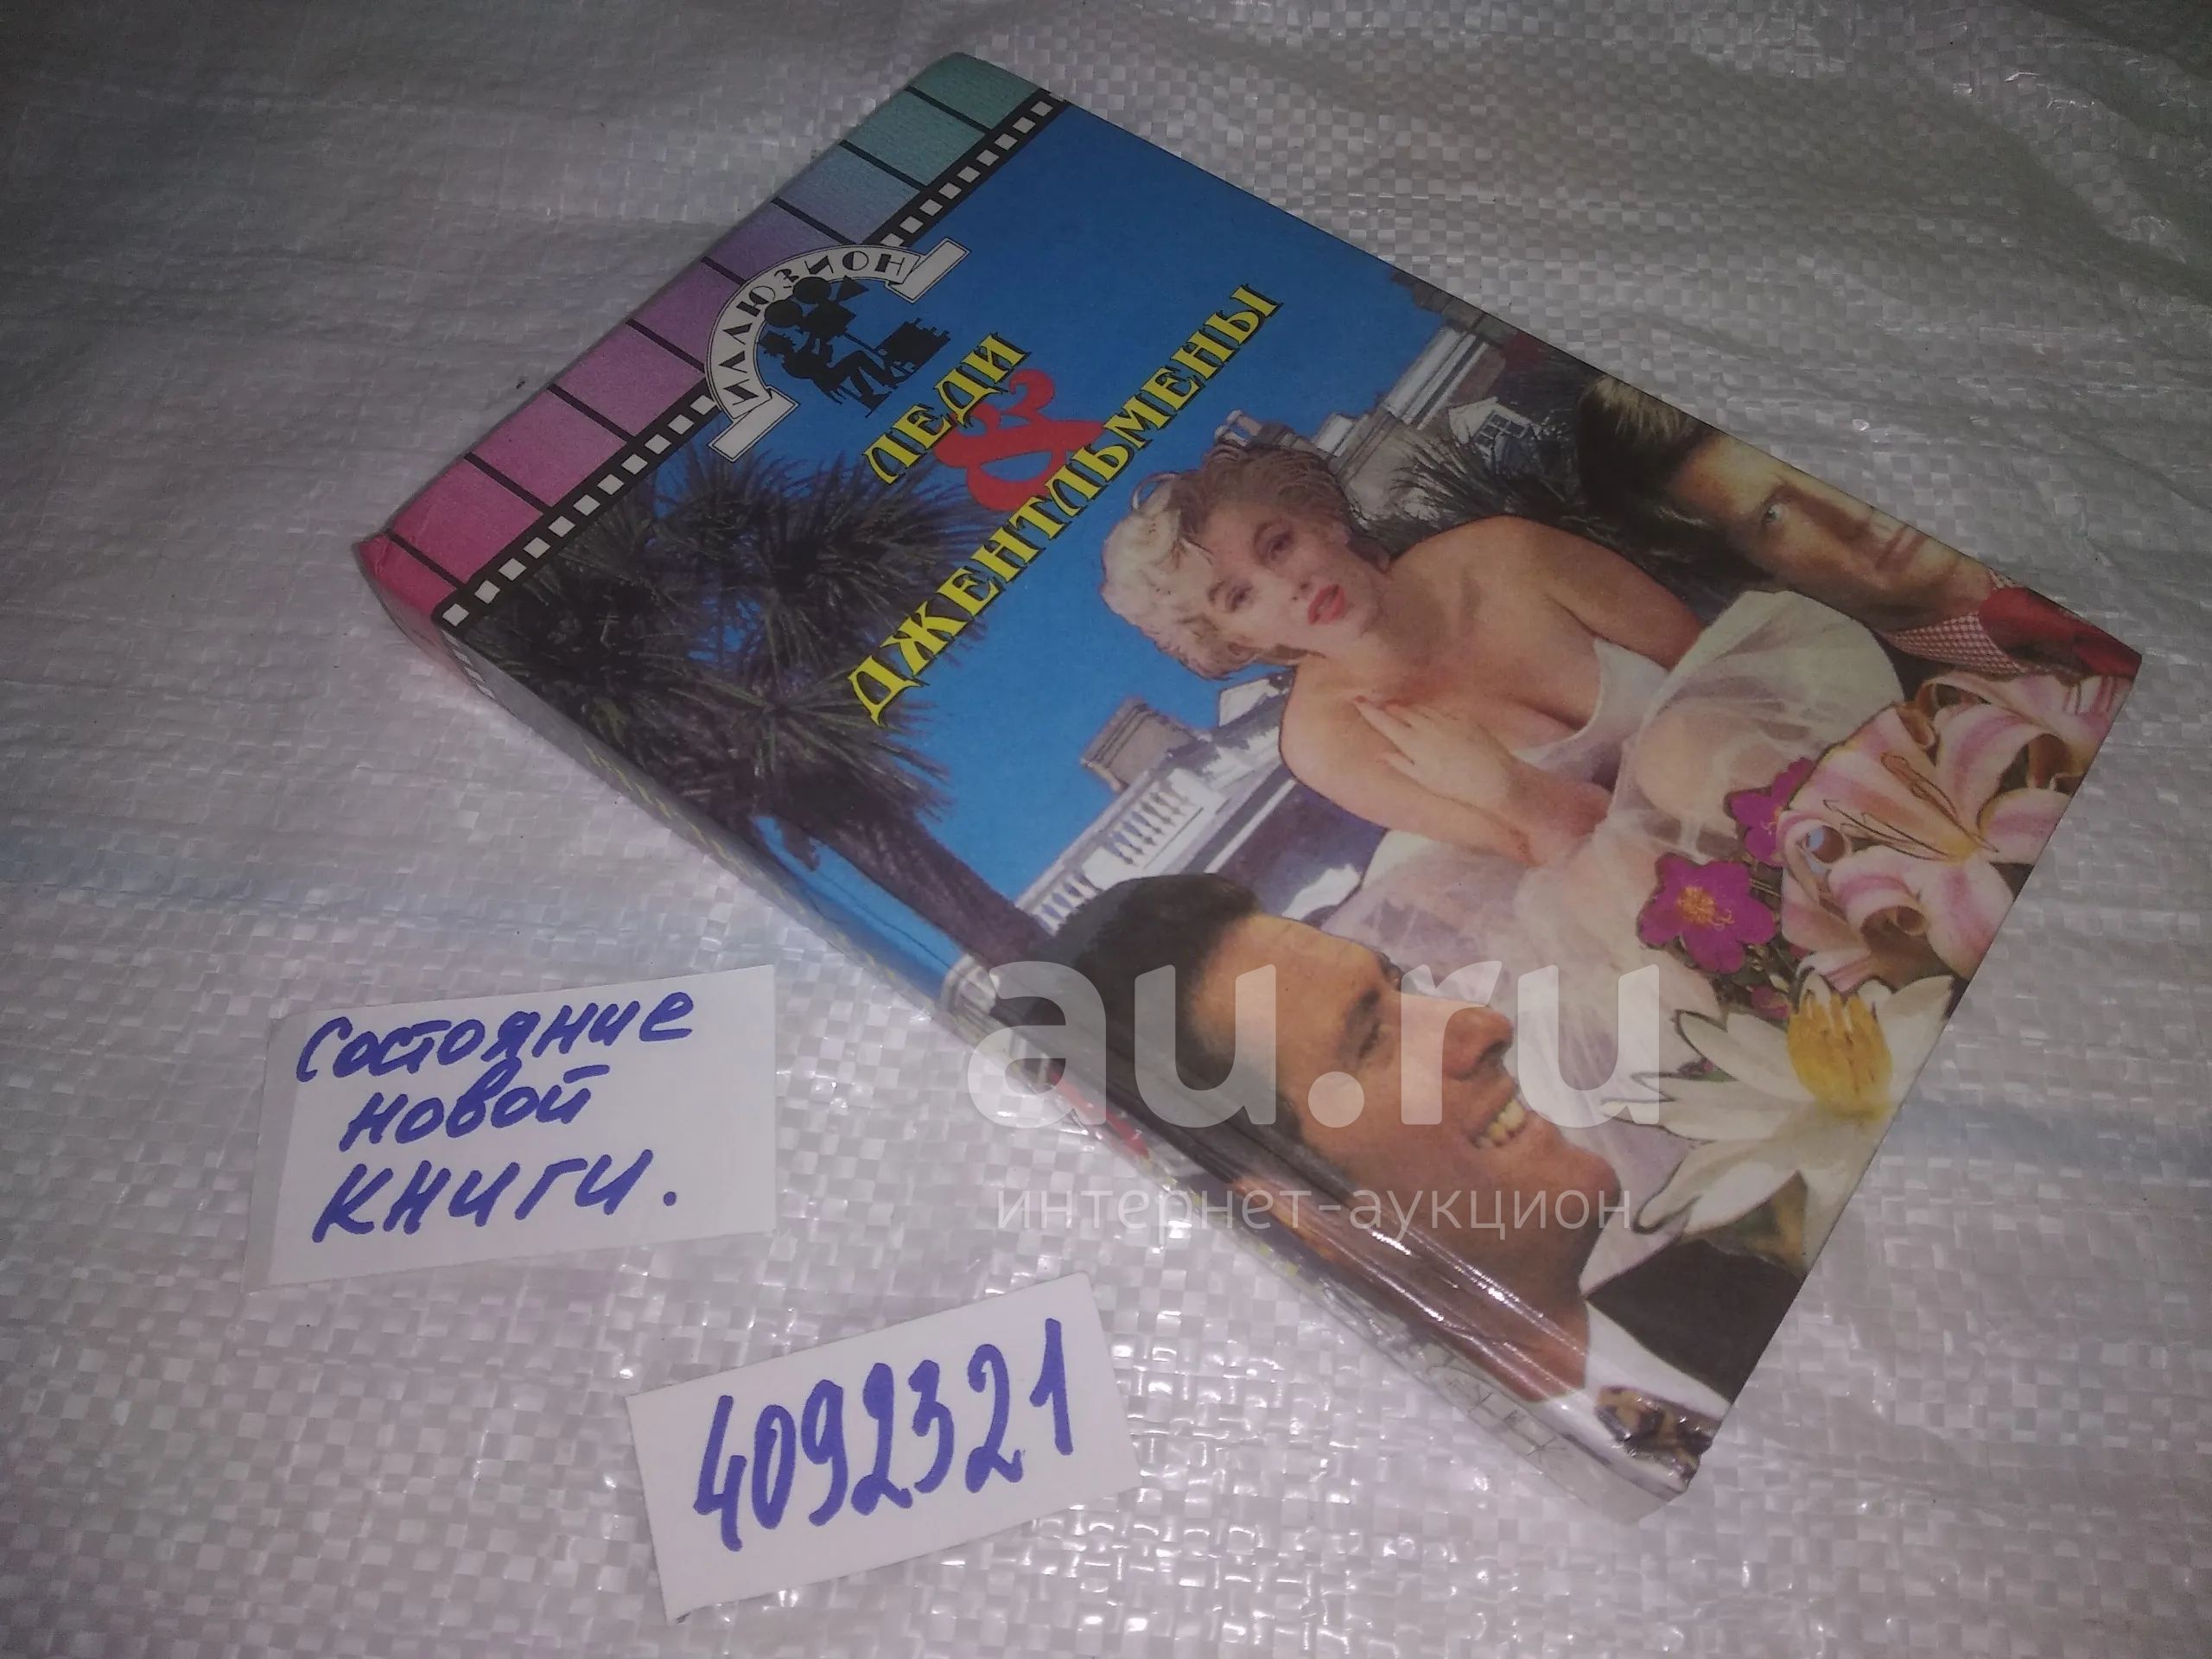 ИЛЛЮЗИОН
ЛЕДИ
&
ДЖЕНТЛЬМЕНЫ
au.ru
интернет-аукцион
Состояние
новой
книги.
4092321